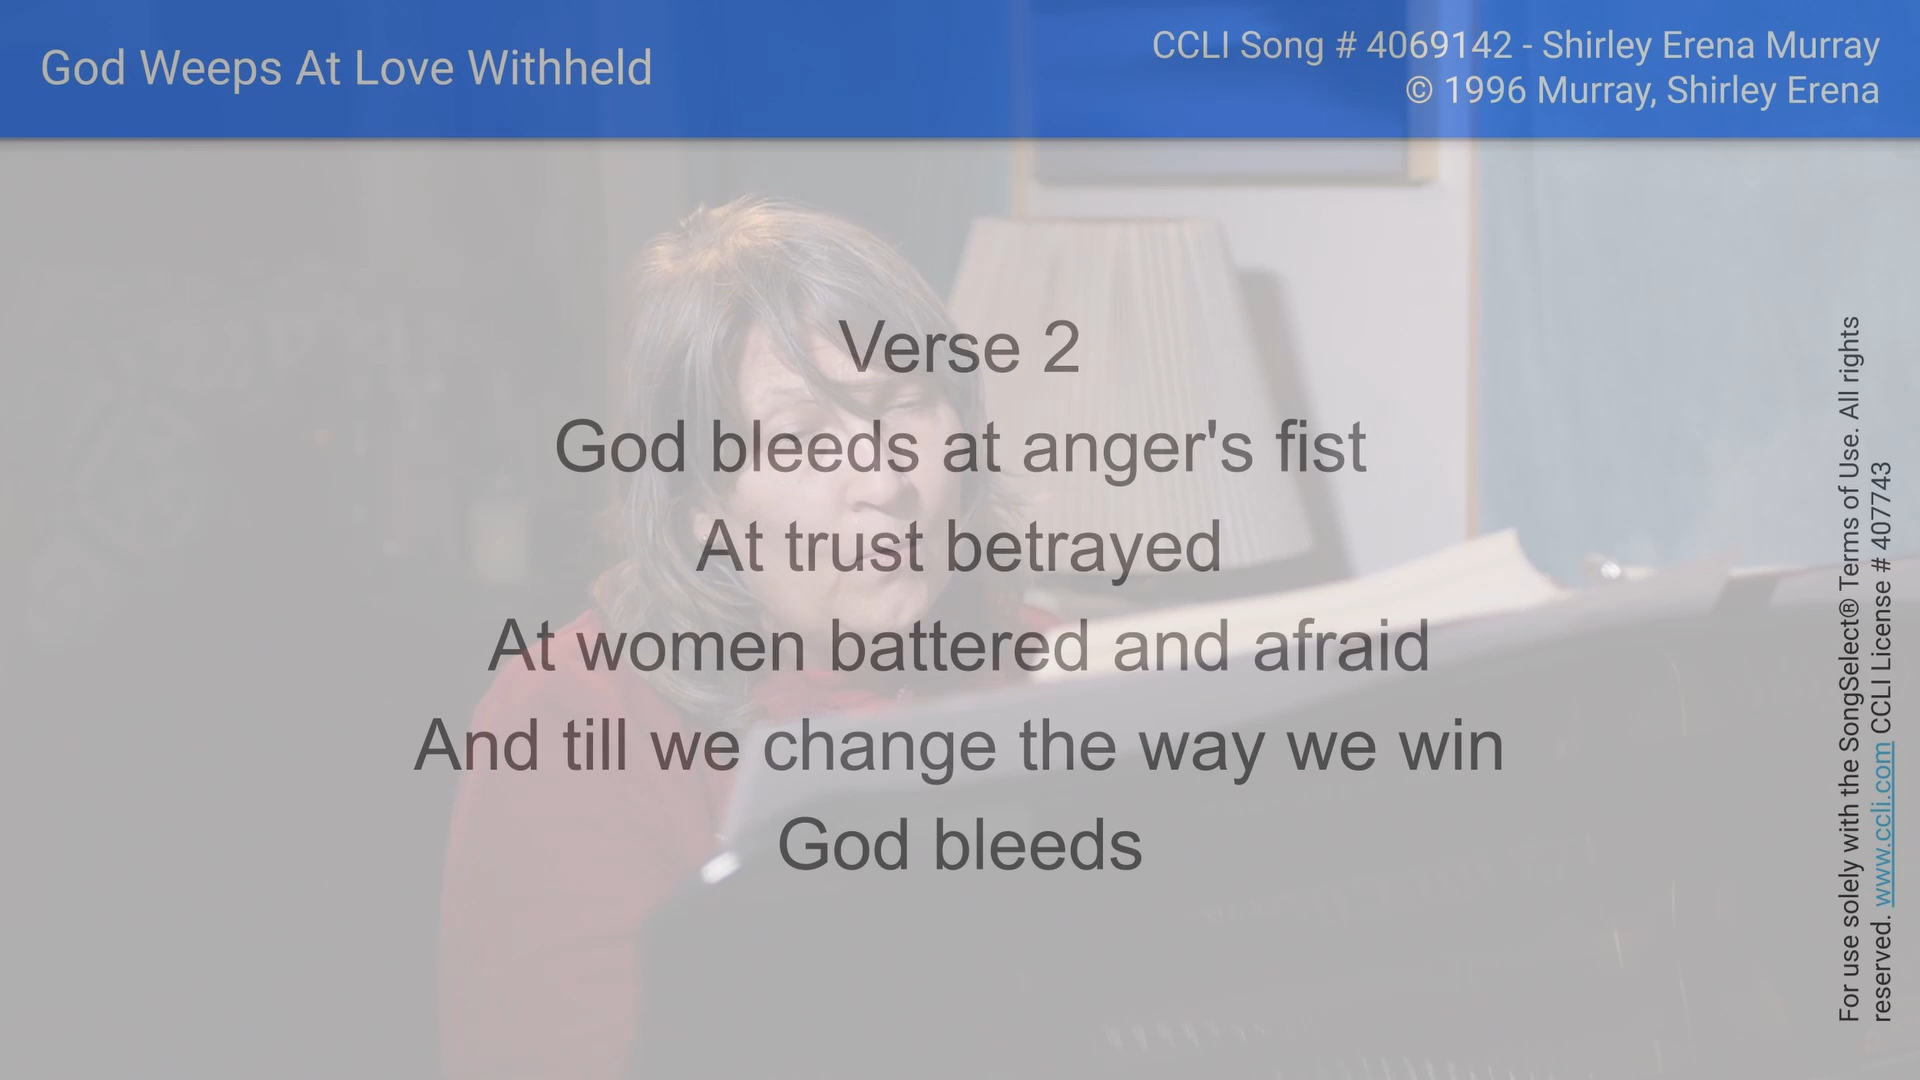 God Weeps At Love Withheld
CCLI Song # 4069142 - Shirley Erena Murray
© 1996 Murray, Shirley Erena
Verse 2
God bleeds at anger's fist
At trust betrayed
At women battered and afraid
And till we change the way we win
God bleeds
For use solely with the SongSelect® Terms of Use. All rights
reserved. www.ccli.com CCLI License # 407743